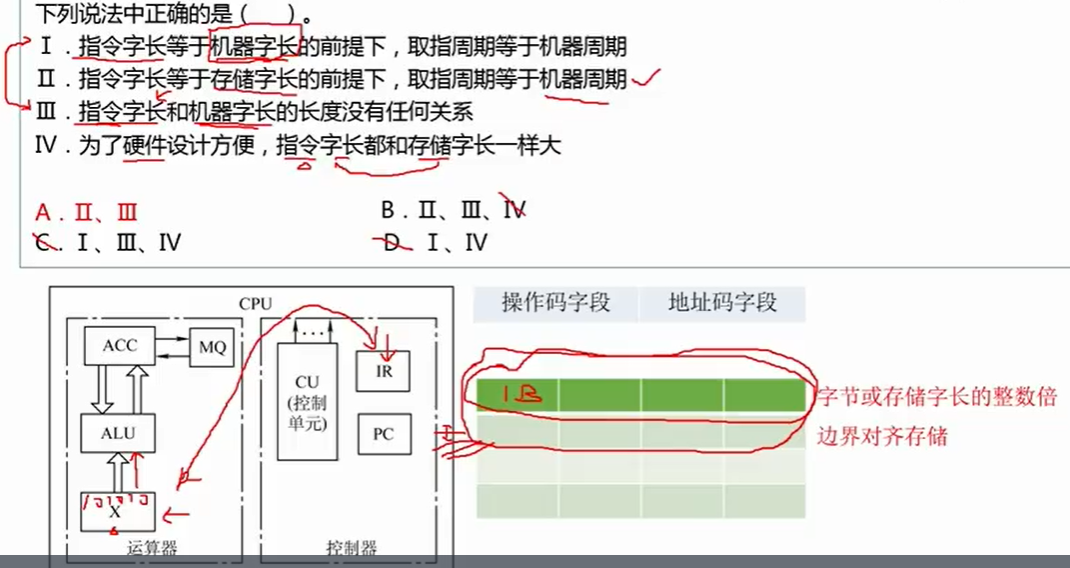 下列说法中正确的是（ ）。
Ⅰ．指令字长等于机器字长的前提下，取指周期等于机器周期
Ⅱ．指令字长等于存储字长的前提下，取指周期等于机器周期
Ⅲ．指令字长和机器字长的长度没有任何关系
Ⅳ．为了硬件设计方便，指令字长都和存储字长一样大
A．Ⅱ、Ⅲ
B．Ⅱ、Ⅲ、Ⅳ
C．Ⅰ、Ⅲ、Ⅳ
D．Ⅰ、Ⅳ
CPU
ACC
MQ
ALU
101010
X
运算器
...
CU
(控制
单元)
IR
PC
控制器
操作码字段 地址码字段
1B
字节或存储字长的整数倍
边界对齐存储